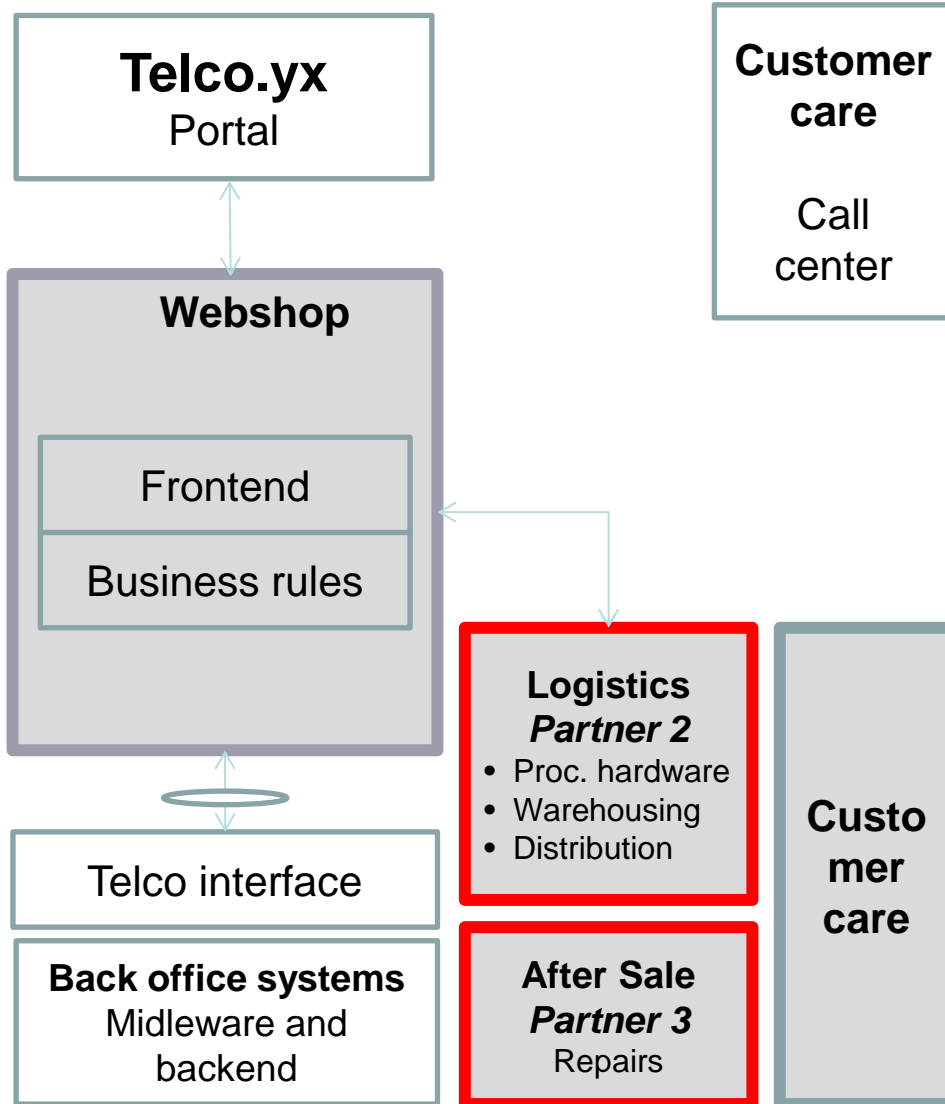 Telco.yx
Portal
Customer
care
Call
center
Webshop
Frontend
Business rules
Logistics
Partner 2
• Proc. hardware
• Warehousing
• Distribution
Custo
mer
care
Telco interface
Back office systems
Midleware and
backend
After Sale
Partner 3
Repairs